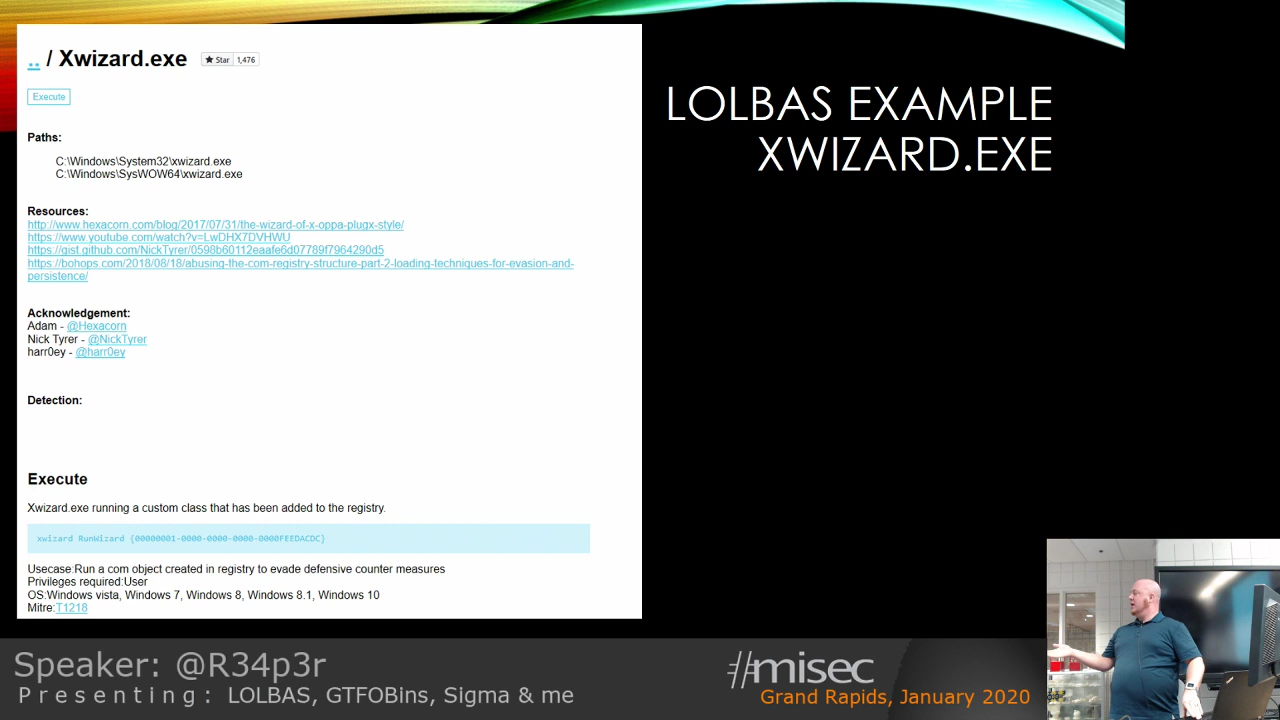 .. / Xwizard.exe Star 1,476
Execute
Paths:
C:\Windows\System32\xwizard.exe
C:\Windows\SysWOW64\xwizard.exe
Resources:
http://www.hexacorn.com/blog/2017/07/31/the-wizard-of-x-oppa-plugx-style/
https://www.youtube.com/watch?v=LwDHX7DVHWU
https://gist.github.com/NickTyrer/0598b60112eaafe6d07789f7964290d5
https://bohops.com/2018/08/18/abusing-the-com-registry-structure-part-2-loading-techniques-for-evasion-and-
persistence/
Acknowledgement:
Adam - @Hexacorn
Nick Tyrer - @NickTyrer
harr0ey - @harr0ey
Detection:
Execute
Xwizard.exe running a custom class that has been added to the registry.
xwizard RunWizard {00000001-0000-0000-0000-0000FEEDACDC}
Usecase:Run a com object created in registry to evade defensive counter measures
Privileges required:User
OS:Windows vista, Windows 7, Windows 8, Windows 8.1, Windows 10
Mitre:T1218
LOLBAS EXAMPLE
XWIZARD.EXE
Speaker: @R34p3r
Presenting: LOLBAS, GTFOBins, Sigma & me
#misec
Grand Rapids, January 2020